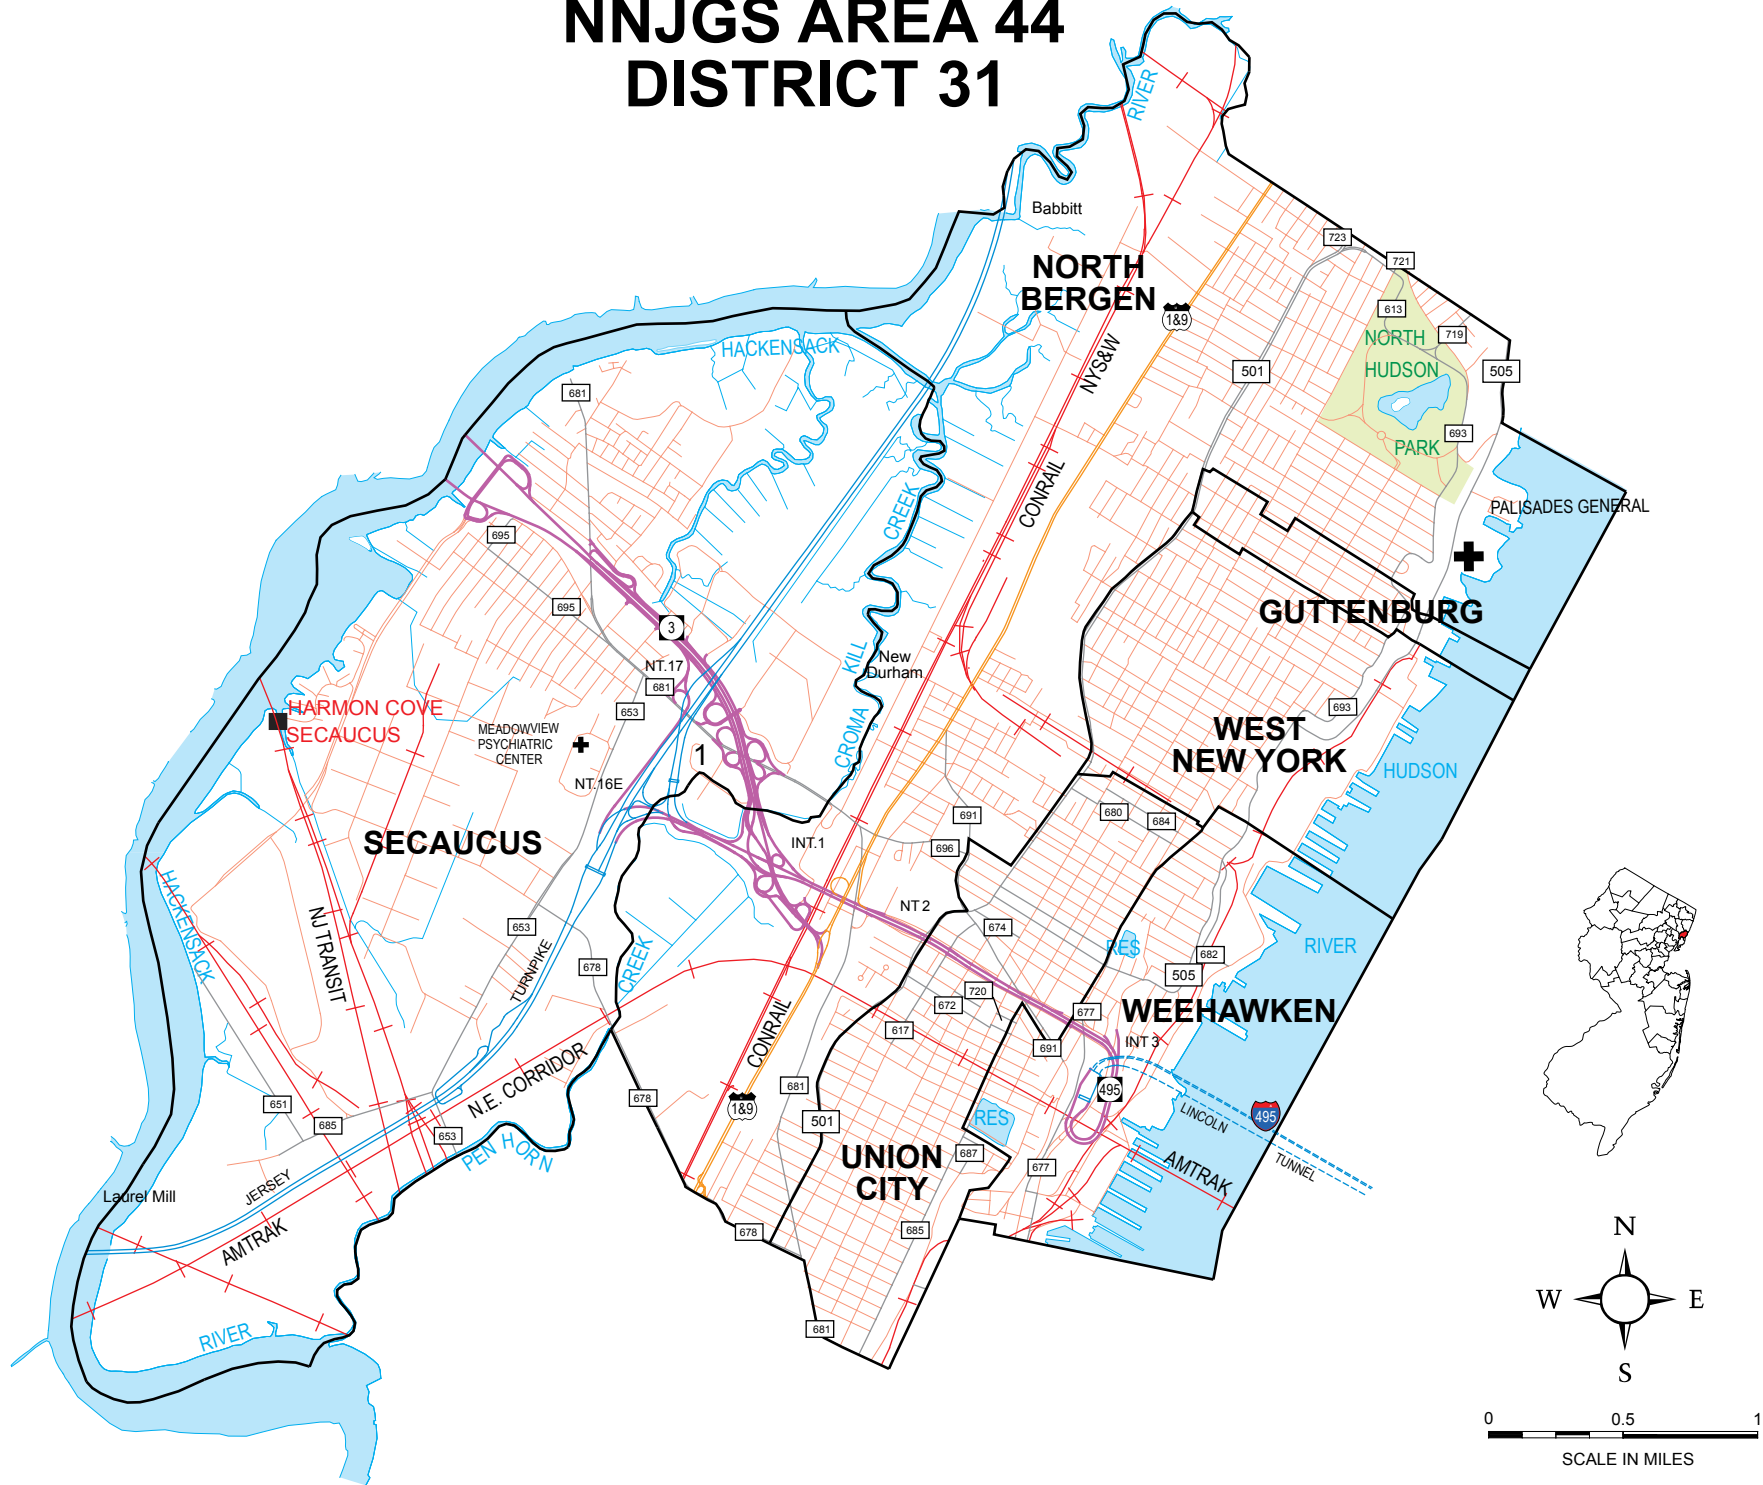 NNJGS AREA 44
DISTRICT 31
RIVER
Babbitt
NORTH
BERGEN
1&9
723
721
613
719
NORTH
HUDSON
PARK
505
501
693
HACKENSACK
NYS&W
681
CONRAIL
CREEK
PALISADES GENERAL
695
695
3
GUTTENBURG
KILL
New
Durham
NT.17
681
653
693
HARMON COVE
SECAUCUS
MEADOWVIEW
PSYCHIATRIC
CENTER
1
CROMA
WEST
NEW YORK
HUDSON
NT.16E
691
680
684
SECAUCUS
INT.1
696
HACKENSACK
NT 2
NJ TRANSIT
653
674
RES
682
RIVER
505
TURNPIKE
678
CREEK
720
672
677
WEEHAWKEN
617
691
INT 3
CONRAIL
N.E. CORRIDOR
681
495
651
678
1&9
501
RES
LINCOLN
495
685
653
PEN HORN
UNION
CITY
687
677
AMTRAK
TUNNEL
Laurel Mill
JERSEY
AMTRAK
678
685
N
W
E
S
RIVER
681
0
0.5
1
SCALE IN MILES